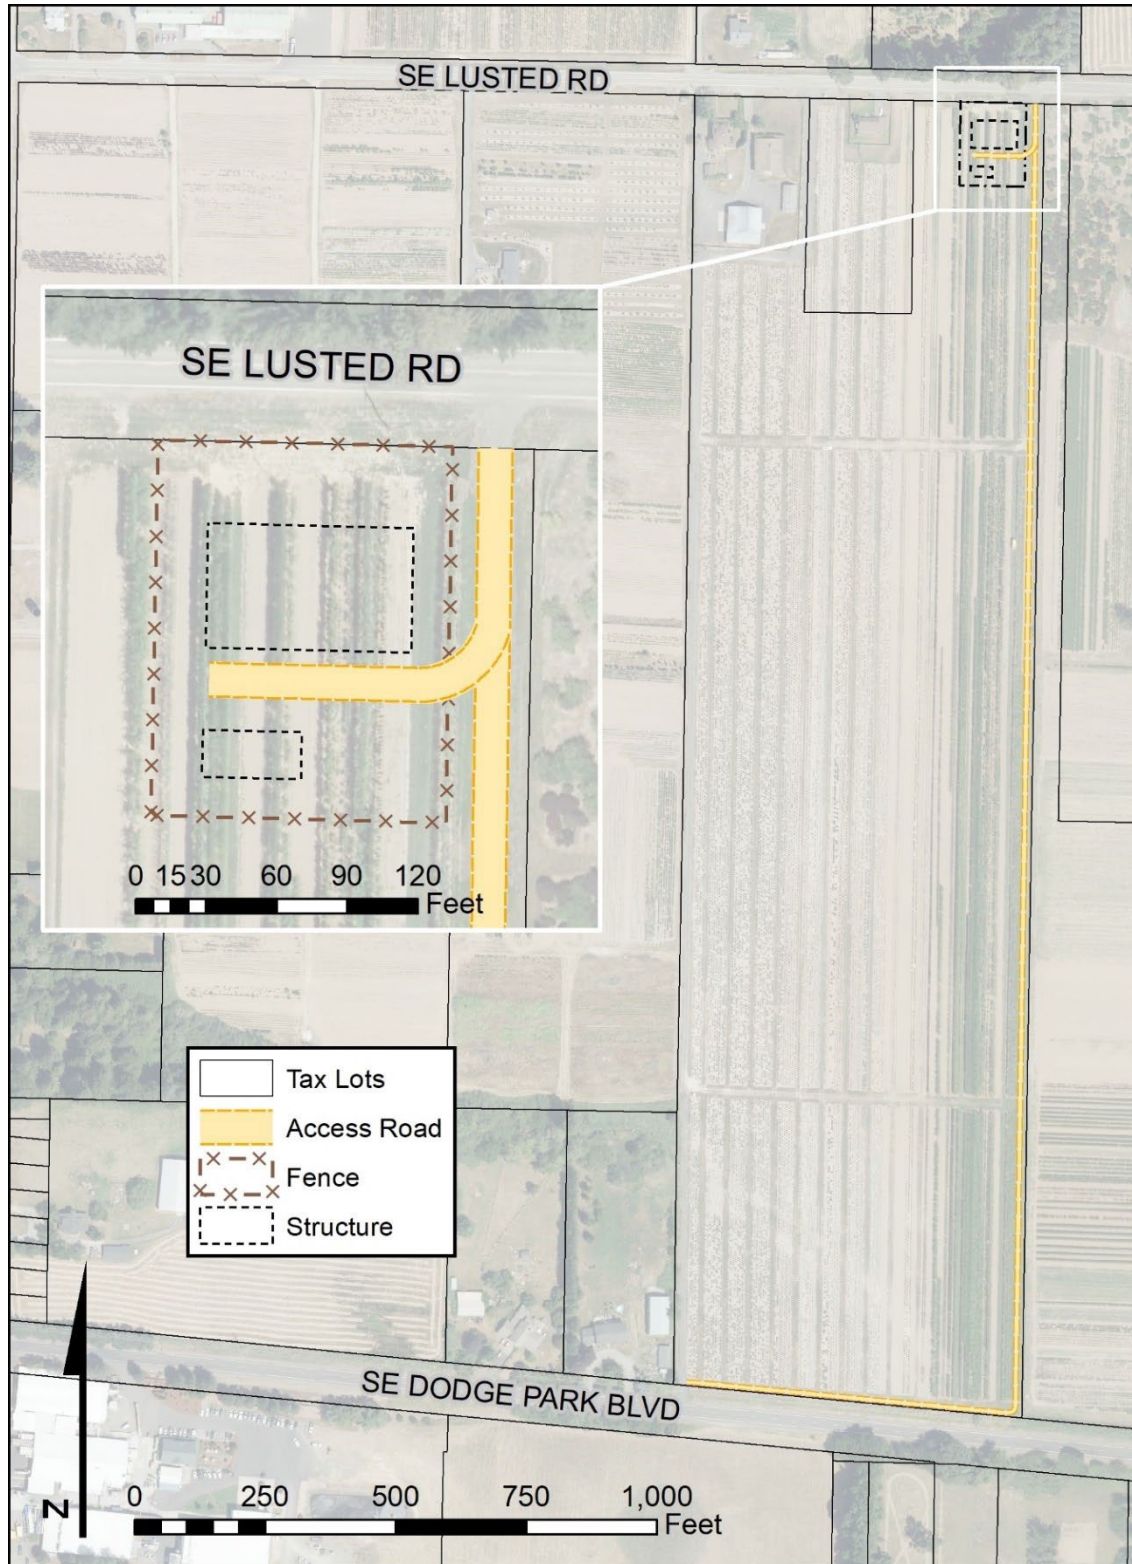 SE LUSTED RD
SE LUSTED RD
0 15 30 60 90 120
Feet
Tax Lots
Access Road
Fence
Structure
SE DODGE PARK BLVD
N
0 250 500 750 1,000
Feet